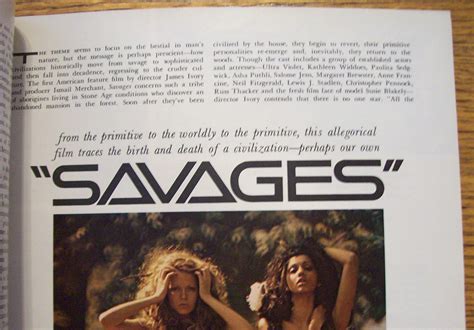 THE THEME seems to focus on the bestial in man's
nature, but the message is perhaps prescient—how
civilizations historically move from savage to sophisticated
and then fall into decadence, regressing to the cruder
The first American feature film by director James Ivory
and producer Ismail Merchant, Savages concerns such a tribe
of aborigines living in Stone Age conditions who discover an
abandoned mansion in the forest. Soon after they've been
civilized by the house, they begin to revert, their primitive
personalities re-emerge, and ultimately they return to the
woods. Though the cast includes a group of established actors
and actresses—Ultra Violet, Kathleen Widdoes, Paulita Sedg-
wick, Asha Puthli, Salome Jens, Margaret Brewster, Anne Fran-
cine, Neil Fitzgerald, Lewis J. Stadlen, Christopher Pennock,
Russ Thacker and the fresh film face of model Susie Blakely—
director Ivory contends that there is no one star. "All the
from the primitive to the worldly to the primitive, this allegorical
film traces the birth and death of a civilization—perhaps our own
"SAVAGES"